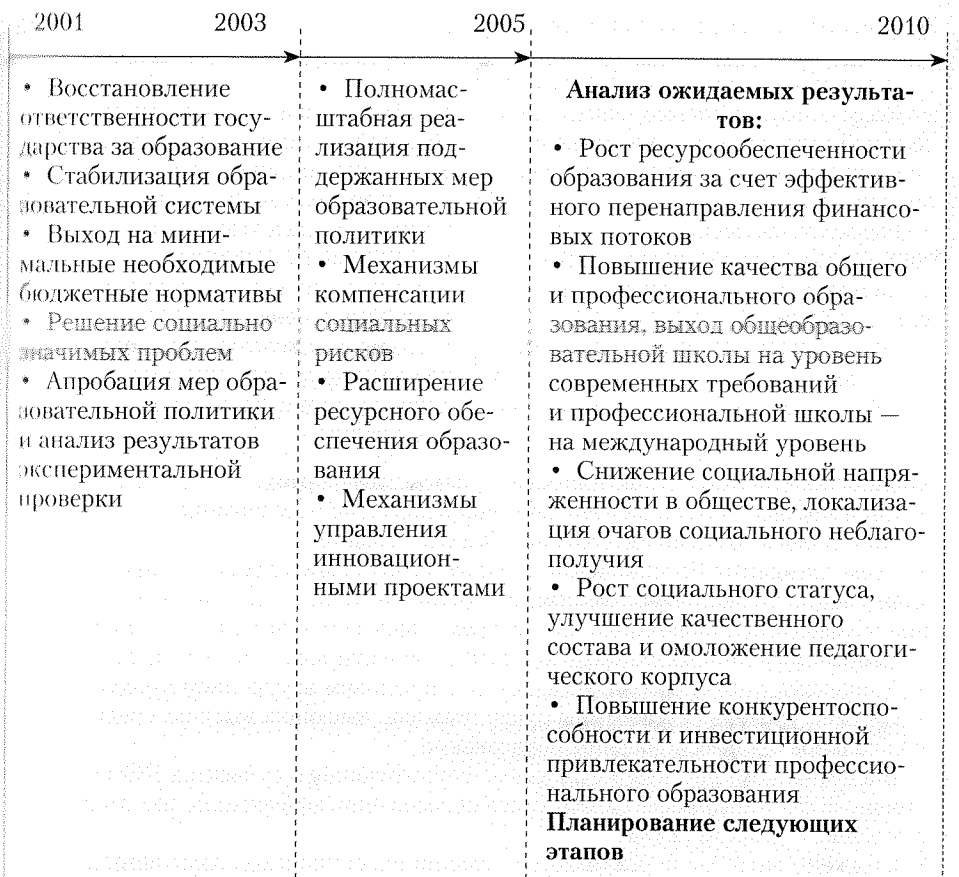 2001 2003 2005 2010
• Восстановление
ответственности госу-
дарства за образование
• Стабилизация обра-
зовательной системы
• Выход на мини-
мальные необходимые
бюджетные нормативы
• Решение социально
значимых проблем
• Апробация мер обра-
зовательной политики
и анализ результатов
экспериментальной
проверки
• Полномас-
штабная реа-
лизация под-
держанных мер
образовательной
политики
• Механизмы
компенсации
социальных
рисков
• Расширение
ресурсного обе-
спечения образо-
вания
• Механизмы
управления
инновацион-
ными проектами
Анализ ожидаемых результа-
тов:
• Рост ресурсообеспеченности
образования за счет эффектив-
ного перенаправления финансо-
вых потоков
• Повышение качества общего
и профессионального обра-
зования, выход общеобразо-
вательной школы на уровень
современных требований
и профессиональной школы —
на международный уровень
• Снижение социальной напря-
женности в обществе, локализа-
ция очагов социального неблаго-
получия
• Рост социального статуса,
улучшение качественного
состава и омоложение педагоги-
ческого корпуса
• Повышение конкурентоспо-
собности и инвестиционной
привлекательности профессио-
нального образования
Планирование следующих
этапов